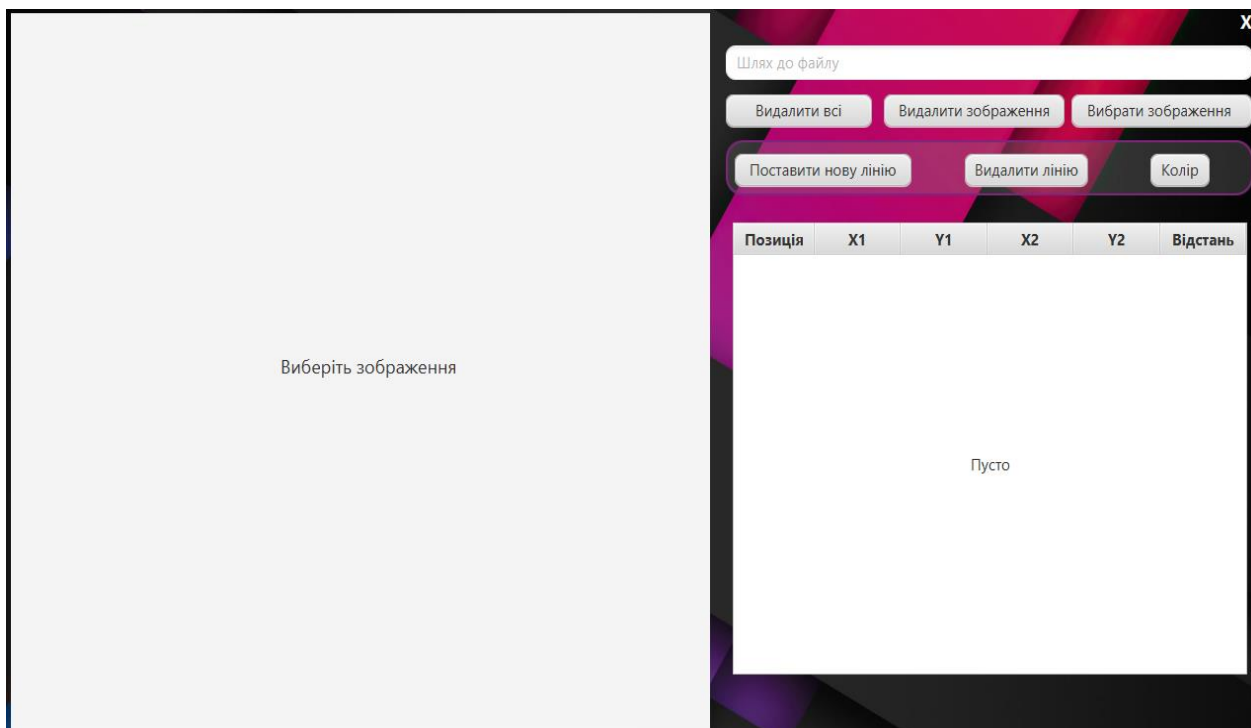 X
Шлях до файлу
Видалити всі Видалити зображення Вибрати зображення
Поставити нову лінію Видалити лінію Колір
Позиція X1 Y1 X2 Y2 Відстань
Виберіть зображення
Пусто